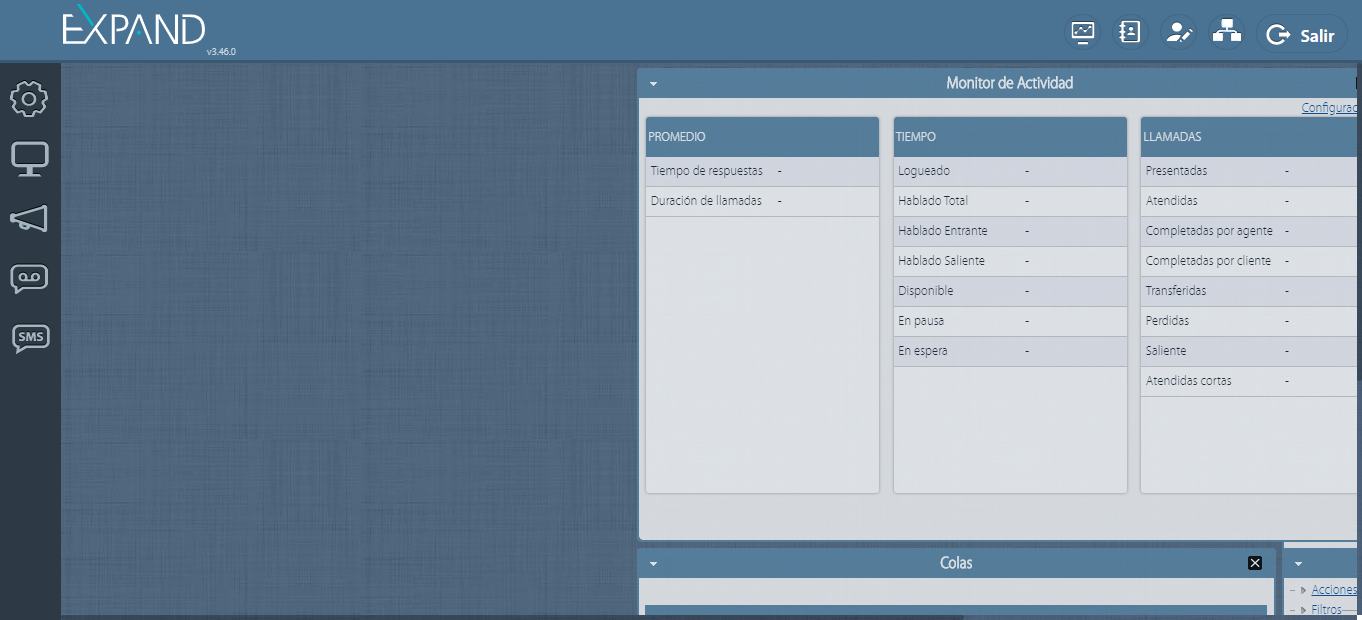 EXPAND
v3.46.0
Salir
Monitor de Actividad
Configurac
PROMEDIO
Tiempo de respuestas -
Duración de llamadas -
TIEMPO
Logueado -
Hablado Total -
Hablado Entrante -
Hablado Saliente -
Disponible -
En pausa -
En espera -
LLAMADAS
Presentadas -
Atendidas -
Completadas por agente -
Completadas por cliente -
Transferidas -
Perdidas -
Saliente -
Atendidas cortas -
SMS
Colas
Acciones
Filtros